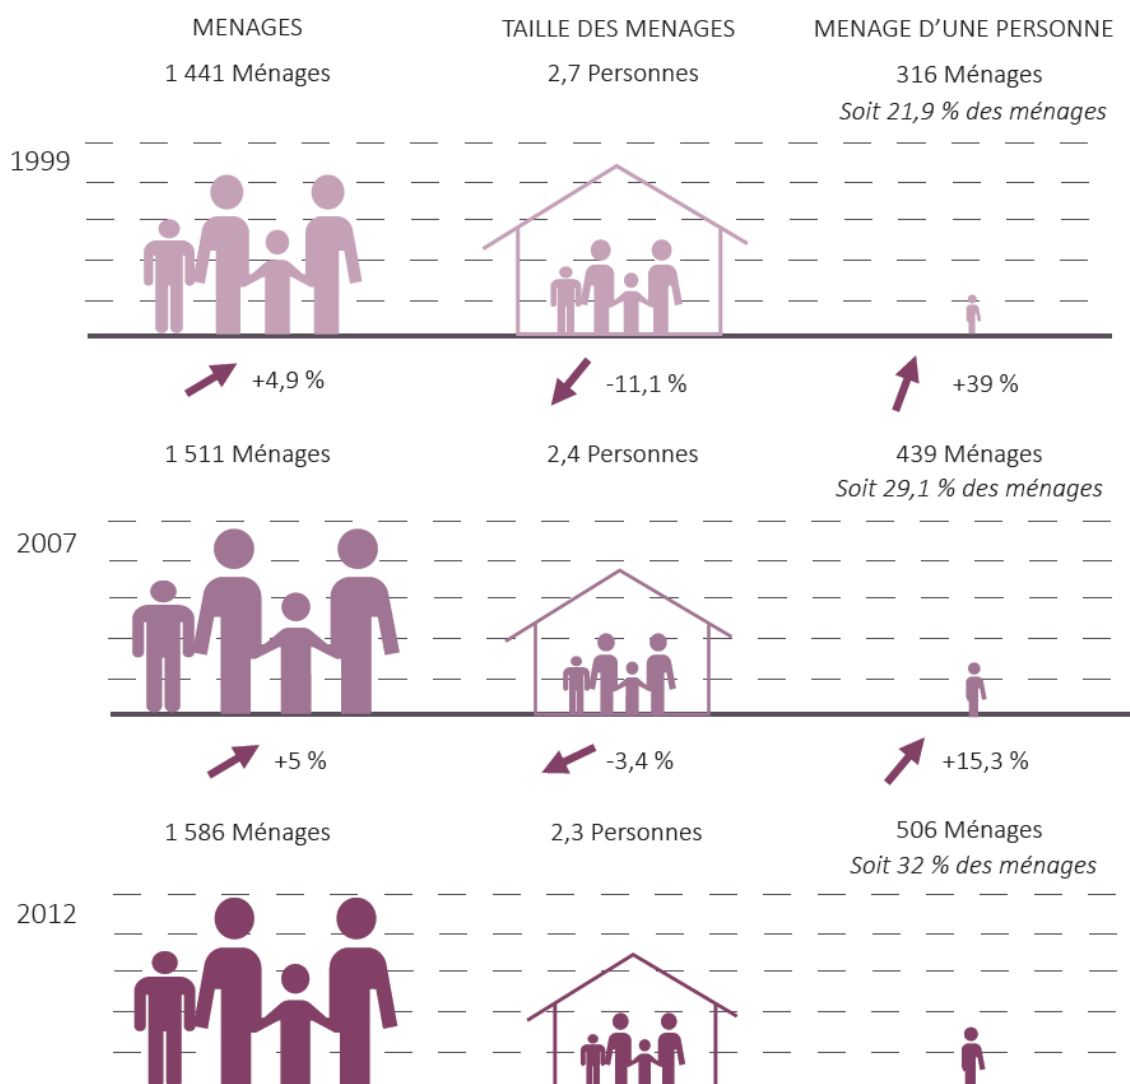 MENAGES TAILLE DES MENAGES MENAGE D'UNE PERSONNE
1 441 Ménages 2,7 Personnes 316 Ménages
Soit 21,9 % des ménages
1999
+4,9 % -11,1 % +39 %
1 511 Ménages 2,4 Personnes 439 Ménages
Soit 29,1 % des ménages
2007
+5 % -3,4 % +15,3 %
1 586 Ménages 2,3 Personnes 506 Ménages
Soit 32 % des ménages
2012